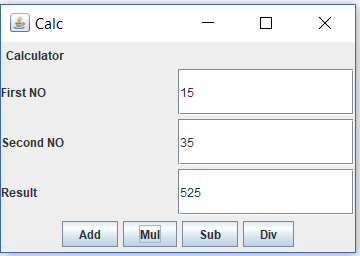 Calc
Calculator
First NO 15
Second NO 35
Result 525
Add Mul Sub Div